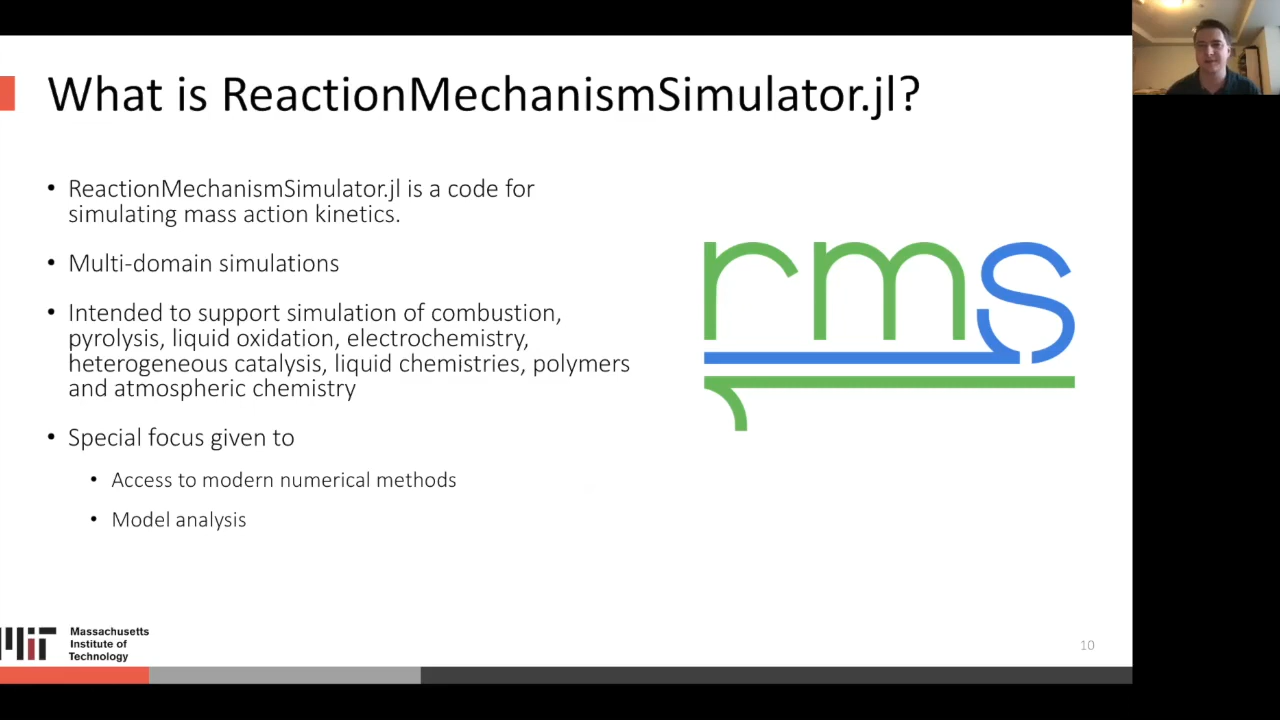 What is ReactionMechanismSimulator.jl?
• ReactionMechanismSimulator.jl is a code for
simulating mass action kinetics.
• Multi-domain simulations
• Intended to support simulation of combustion,
pyrolysis, liquid oxidation, electrochemistry,
heterogeneous catalysis, liquid chemistries, polymers
and atmospheric chemistry
• Special focus given to
• Access to modern numerical methods
• Model analysis
rms
MIT
Massachusetts
Institute of
Technology
10